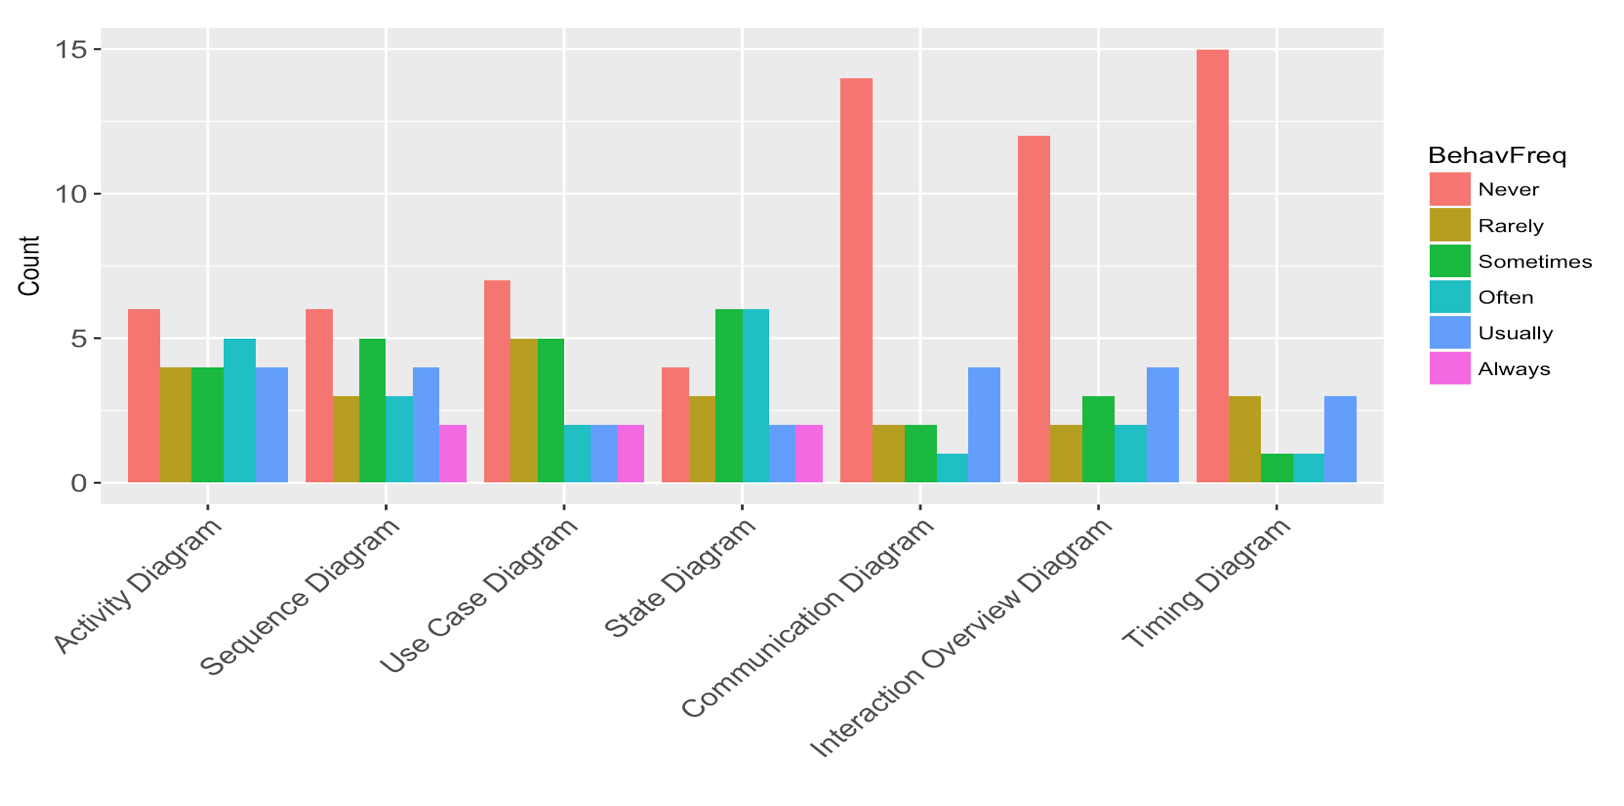 15
10
5
0
Count
Activity Diagram
Sequence Diagram
Use Case Diagram
State Diagram
Communication Diagram
Interaction Overview Diagram
Timing Diagram
BehavFreq
Never
Rarely
Sometimes
Often
Usually
Always